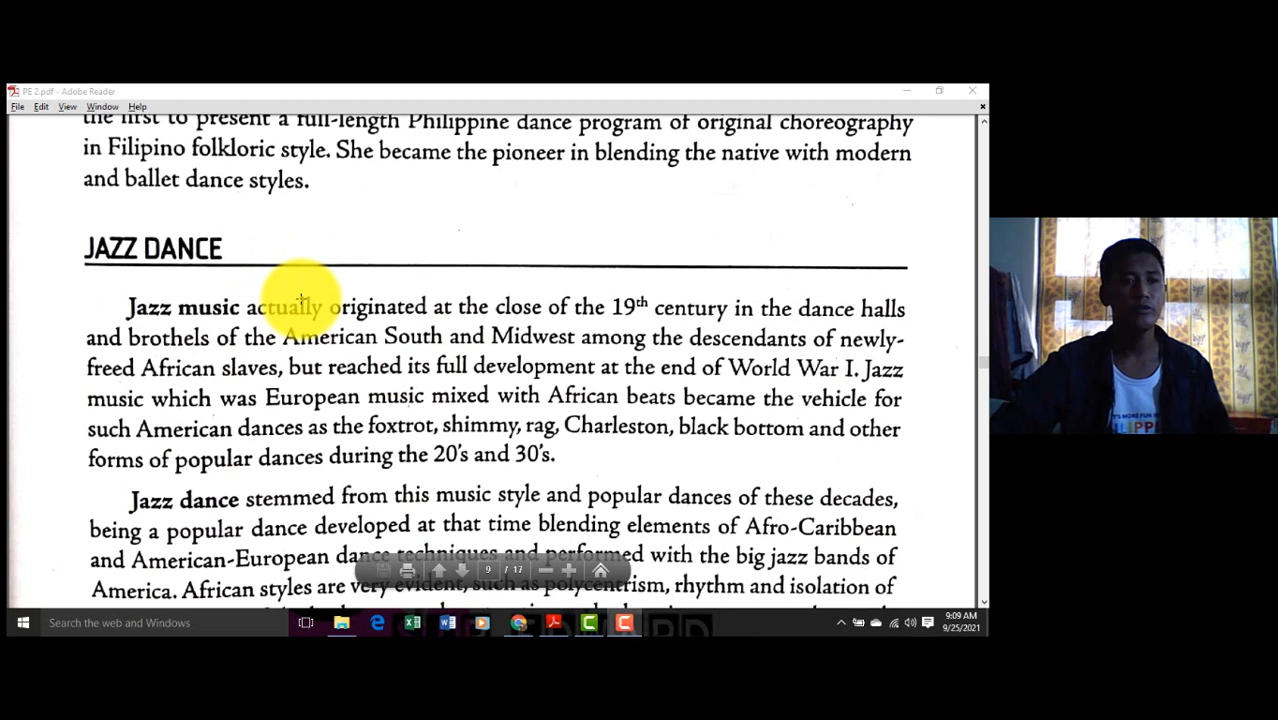 PE 2.pdf - Adobe Reader
File Edit View Window Help
the first to present a full-length Philippine dance program of original choreography
in Filipino folkloric style. She became the pioneer in blending the native with modern
and ballet dance styles.
JAZZ DANCE
Jazz music actually originated at the close of the 19th century in the dance halls
and brothels of the American South and Midwest among the descendants of newly-
freed African slaves, but reached its full development at the end of World War I. Jazz
music which was European music mixed with African beats became the vehicle for
such American dances as the foxtrot, shimmy, rag, Charleston, black bottom and other
forms of popular dances during the 20's and 30's.
Jazz dance stemmed from this music style and popular dances of these decades,
being a popular dance developed at that time blending elements of Afro-Caribbean
and American-European dance techniques and performed with the big jazz bands of
America. African styles are very evident, such as polycentrism, rhythm and isolation of
9 / 17
IT'S MORE FUN IN
ILIPPI
Search the web and Windows
9:09 AM
9/25/2021